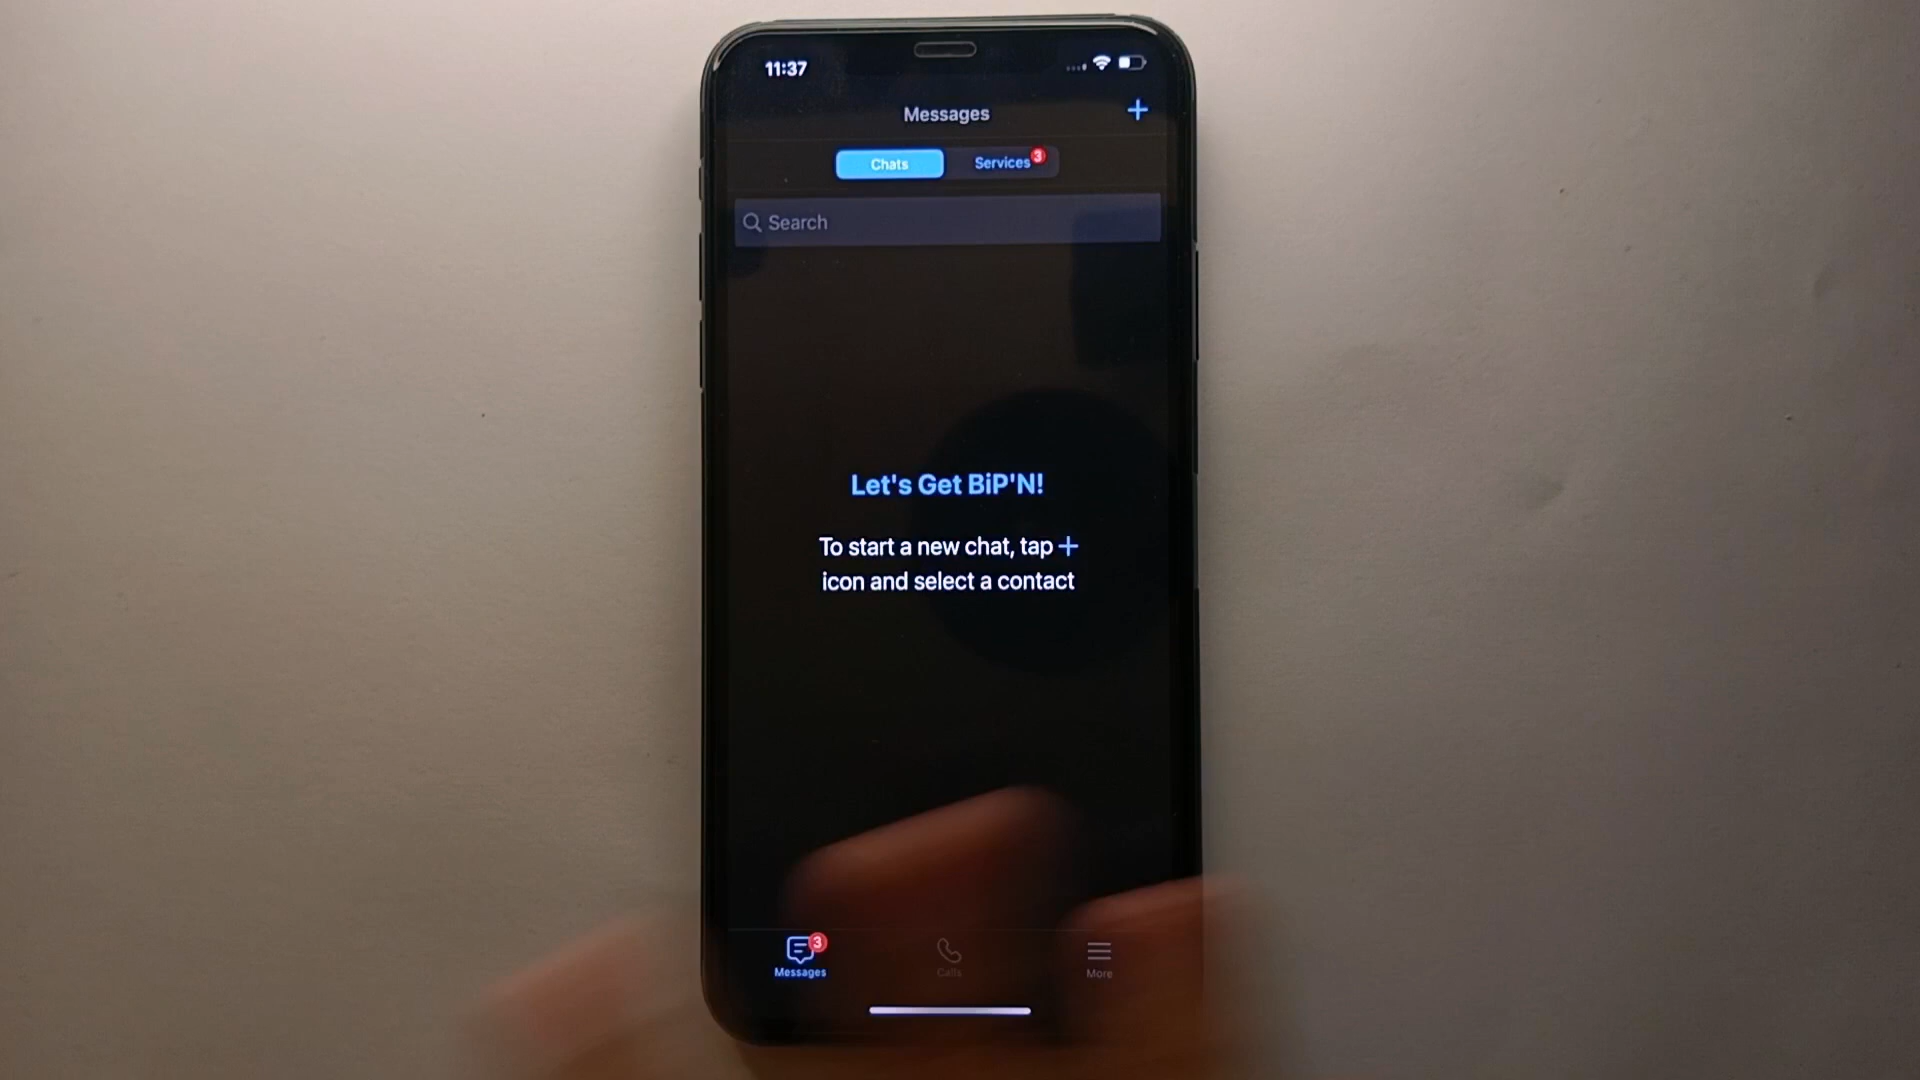 11:37
Messages
+
Chats
Services 3
Search
Let's Get BiP'N!
To start a new chat, tap +
icon and select a contact
3
Messages
Calls
More